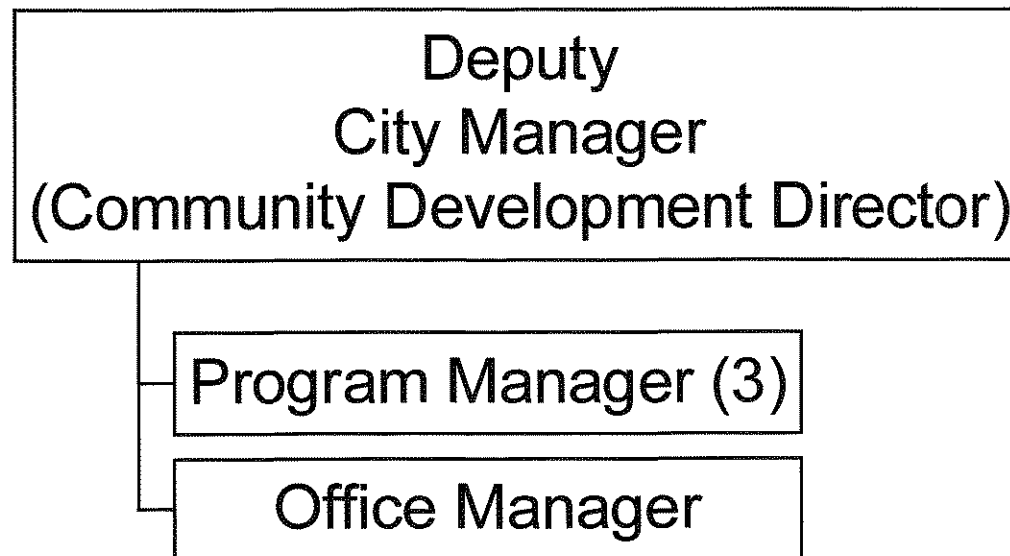 Deputy
City Manager
(Community Development Director)
Program Manager (3)
Office Manager